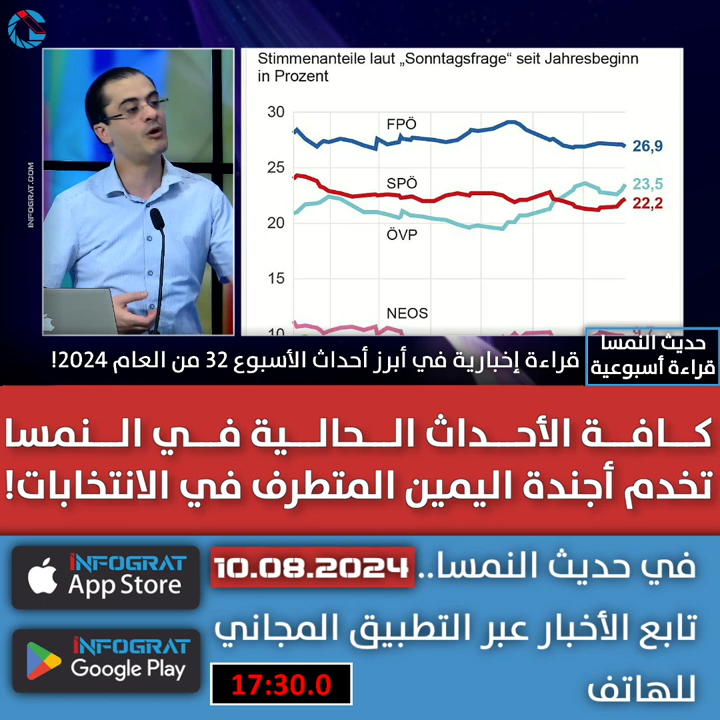 Stimmenanteile laut „Sonntagsfrage“ seit Jahresbeginn
in Prozent
30
FPÖ
26,9
25
SPÖ
23,5
22,2
20
ÖVP
15
NEOS
10
INFOGRAT.COM
حديث النمسا
قراءة أسبوعية
قراءة إخبارية في أبرز أحداث الأسبوع 32 من العام 2024!
كافة الأحداث الحالية في النمسا
تخدم أجندة اليمين المتطرف في الانتخابات!
في حديث النمسا.. 10.08.2024
تابع الأخبار عبر التطبيق المجاني
للهاتف
INFOGRAT
App Store
INFOGRAT
Google Play
17:30.0